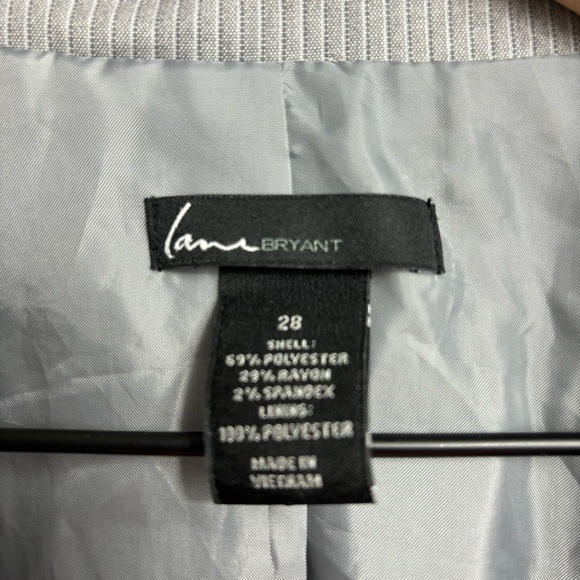 lane BRYANT
28
SHELL:
69% POLYESTER
29% RAYON
2% SPANDEX
LINING:
100% POLYESTER
MADE IN
VIETNAM